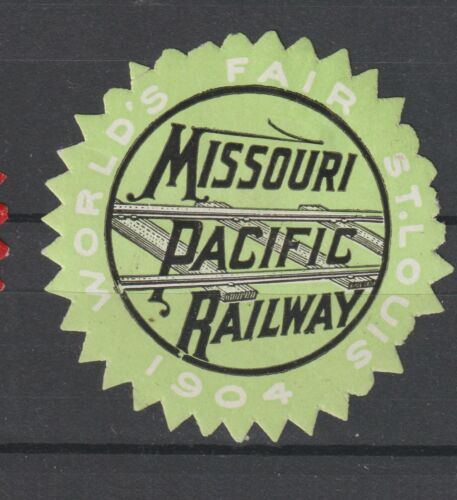 WORLD'S FAIR ST. LOUIS
1904
MISSOURI
PACIFIC
RAILWAY